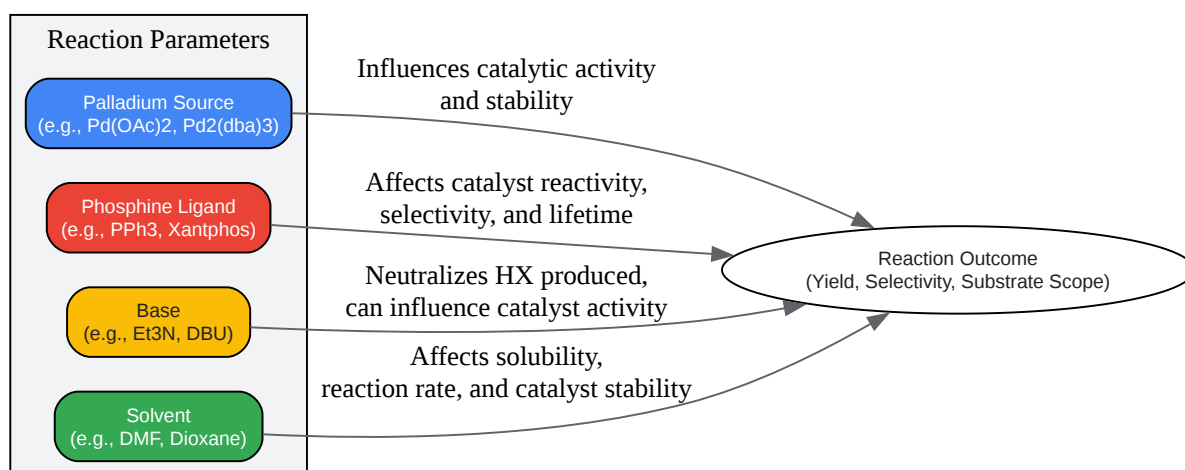 Reaction Parameters
Palladium Source
(e.g., Pd(OAc)2, Pd2(dba)3)
Influences catalytic activity
and stability
Phosphine Ligand
(e.g., PPh3, Xantphos)
Affects catalyst reactivity,
selectivity, and lifetime
Base
(e.g., Et3N, DBU)
Neutralizes HX produced,
can influence catalyst activity
Solvent
(e.g., DMF, Dioxane)
Affects solubility,
reaction rate, and catalyst stability
Reaction Outcome
(Yield, Selectivity, Substrate Scope)